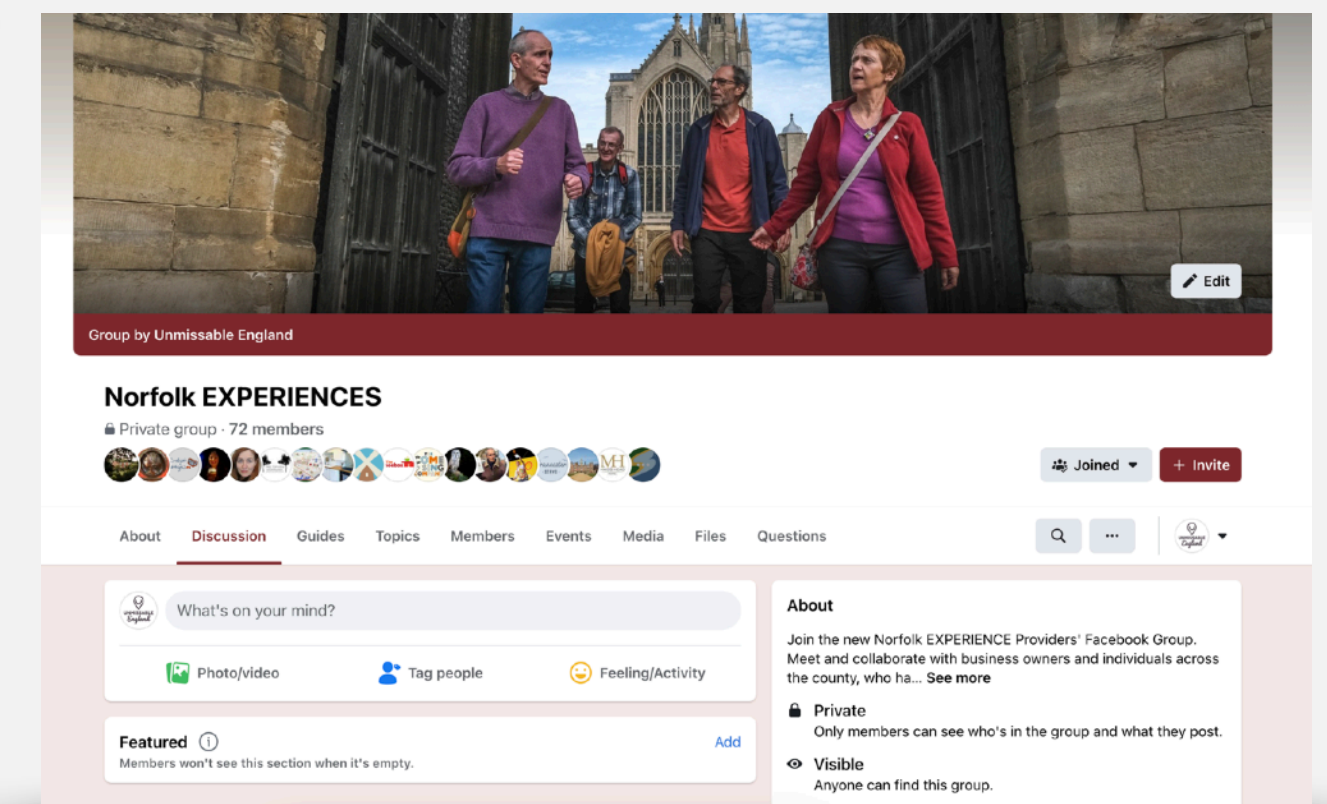 Edit
Group by Unmissable England
Norfolk EXPERIENCES
Private group · 72 members
MH
Joined
+ Invite
About Discussion Guides Topics Members Events Media Files Questions
UNMISSABLE
England
What's on your mind?
Photo/video Tag people Feeling/Activity
Featured
Add
Members won't see this section when it's empty.
About
Join the new Norfolk EXPERIENCE Providers' Facebook Group.
Meet and collaborate with business owners and individuals across
the county, who ha... See more
Private
Only members can see who's in the group and what they post.
Visible
Anyone can find this group.